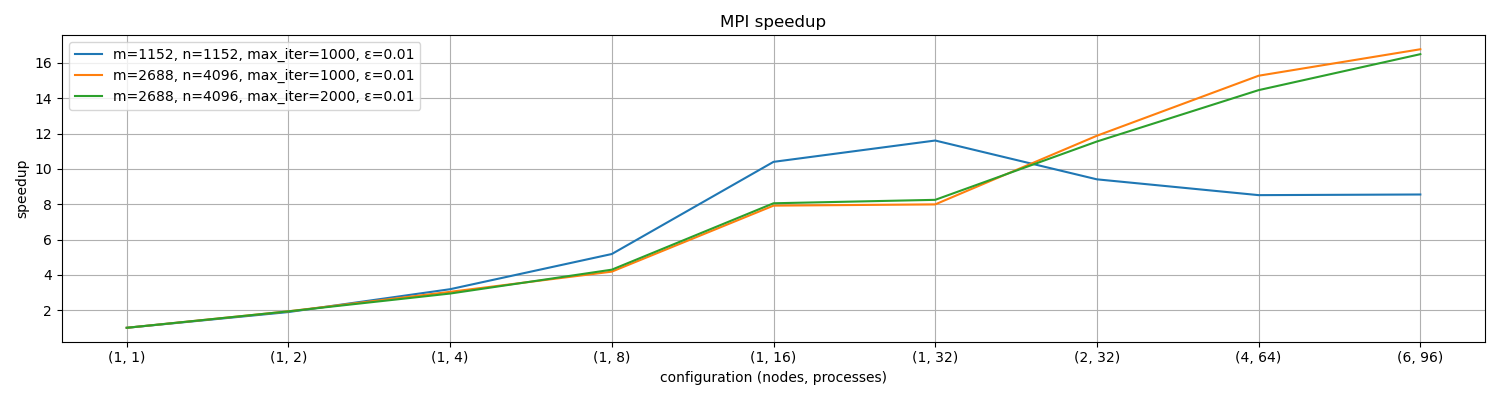 MPI speedup
m=1152, n=1152, max_iter=1000, ε=0.01
m=2688, n=4096, max_iter=1000, ε=0.01
m=2688, n=4096, max_iter=2000, ε=0.01
speedup
16
14
12
10
8
6
4
2
(1, 1) (1, 2) (1, 4) (1, 8) (1, 16) (1, 32) (2, 32) (4, 64) (6, 96)
configuration (nodes, processes)